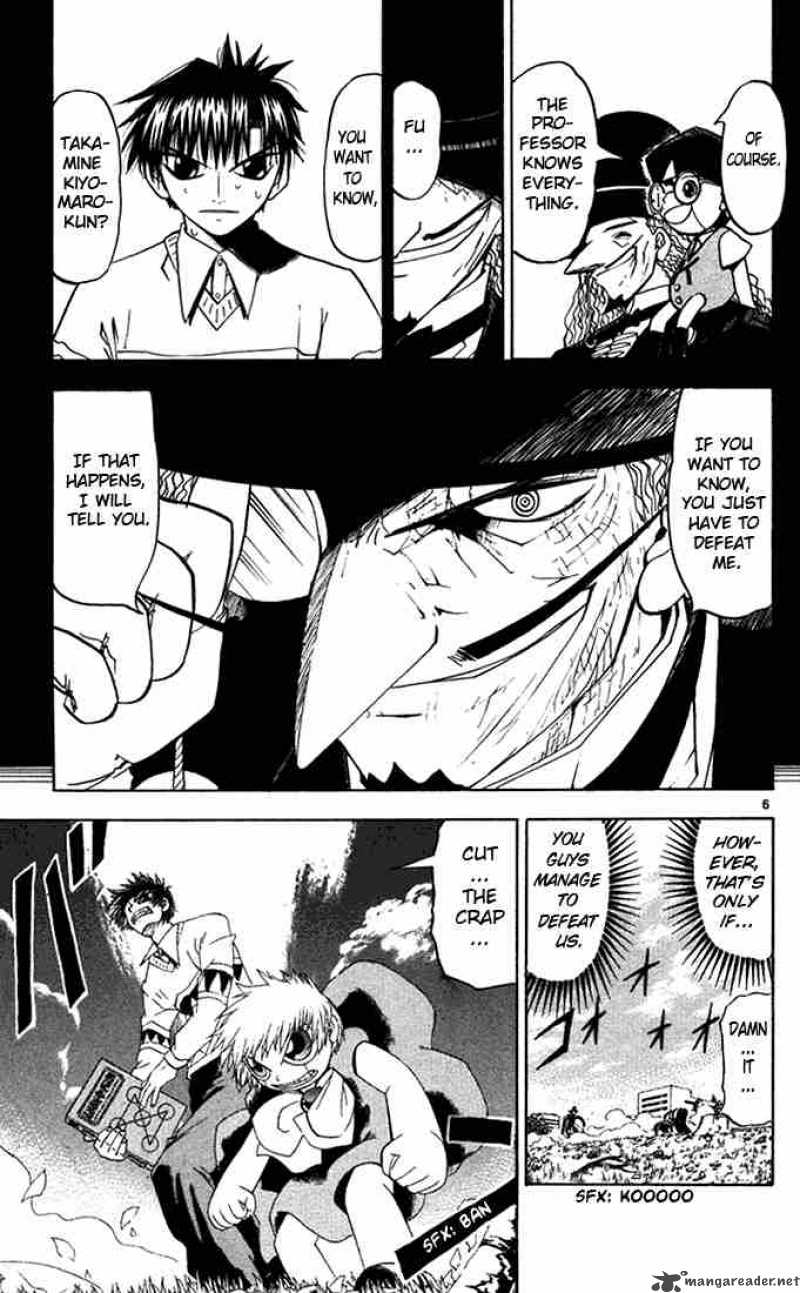 OF
COURSE.
THE
PRO-
FESSOR
KNOWS
EVERY-
THING.
FU
...
YOU
WANT
TO
KNOW,
TAKA-
MINE
KIYO-
MARO-
KUN?
IF YOU
WANT TO
KNOW,
YOU JUST
HAVE TO
DEFEAT
ME.
IF THAT
HAPPENS,
I WILL
TELL YOU.
6
HOW-
EVER,
THAT'S
ONLY
IF...
YOU
GUYS
MANAGE
TO
DEFEAT
US.
ゴオオオオ
DAMN
...
IT
...
SFX: KOOOOO
CUT
...
THE
CRAP
...
SFX: BAN
mangareader.net